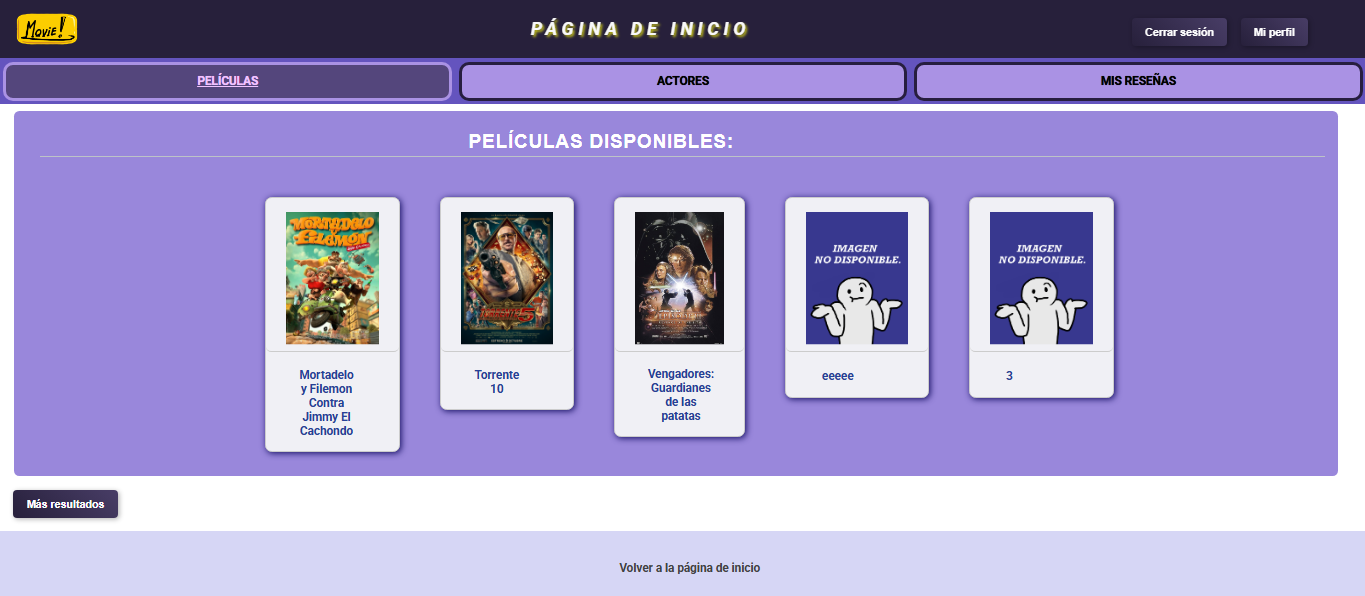 Movie!
PÁGINA DE INICIO
Cerrar sesión
Mi perfil
PELÍCULAS
ACTORES
MIS RESEÑAS
PELÍCULAS DISPONIBLES:
MORTADELO
y FILEMON
IMAGEN
NO DISPONIBLE.
IMAGEN
NO DISPONIBLE.
Mortadelo
y Filemon
Contra
Jimmy El
Cachondo
Torrente
10
Vengadores:
Guardianes
de las
patatas
eeeee
3
Más resultados
Volver a la página de inicio